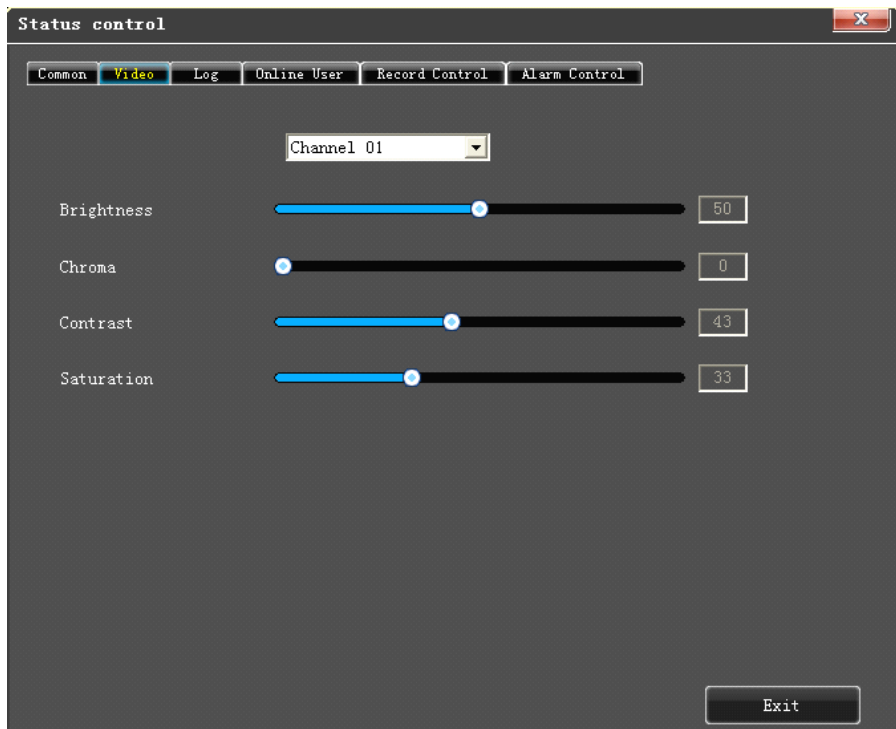 Status control
Common Video Log Online User Record Control Alarm Control
Channel 01
Brightness 50
Chroma 0
Contrast 43
Saturation 33
Exit